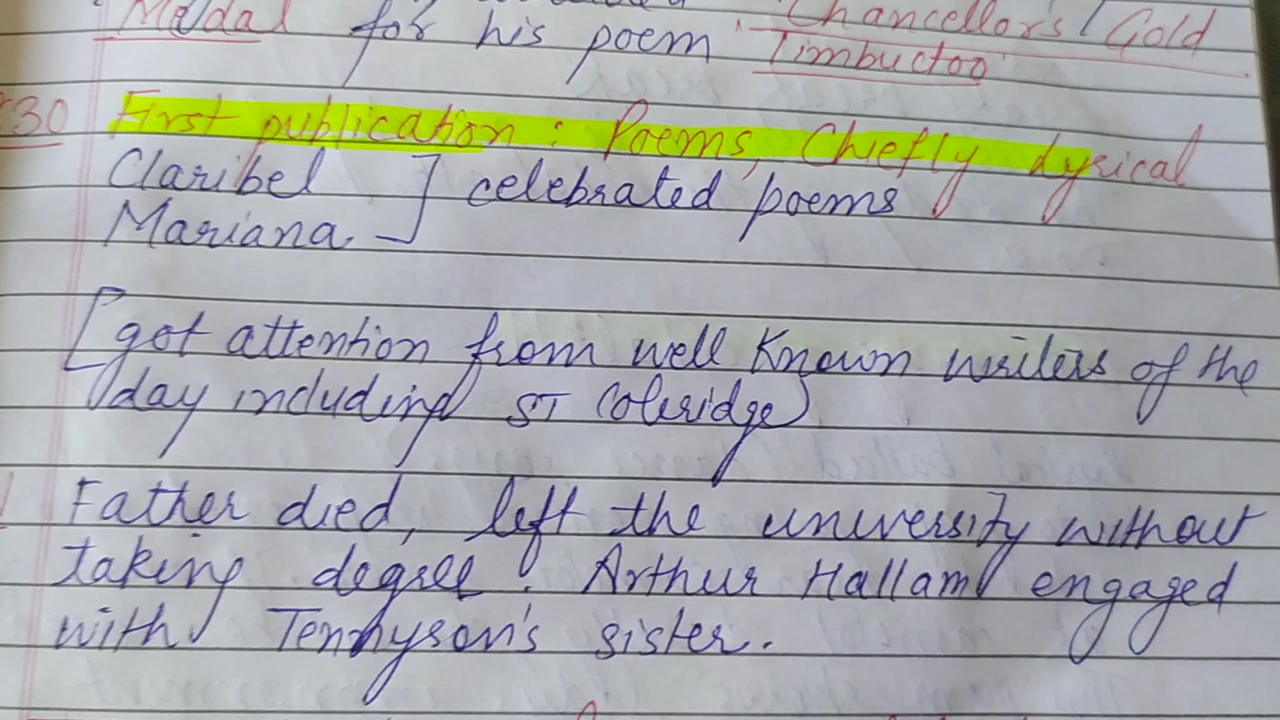 Chancellor's Gold
Medal for his poem Timbuctoo
30 First publication : Poems, Chiefly Lyrical
Claribel ] celebrated poems
Mariana
[got attention from well known writers of the
day including ST Coleridge]
Father died, left the university without
taking degree. Arthur Hallam engaged
with Tennyson's sister.